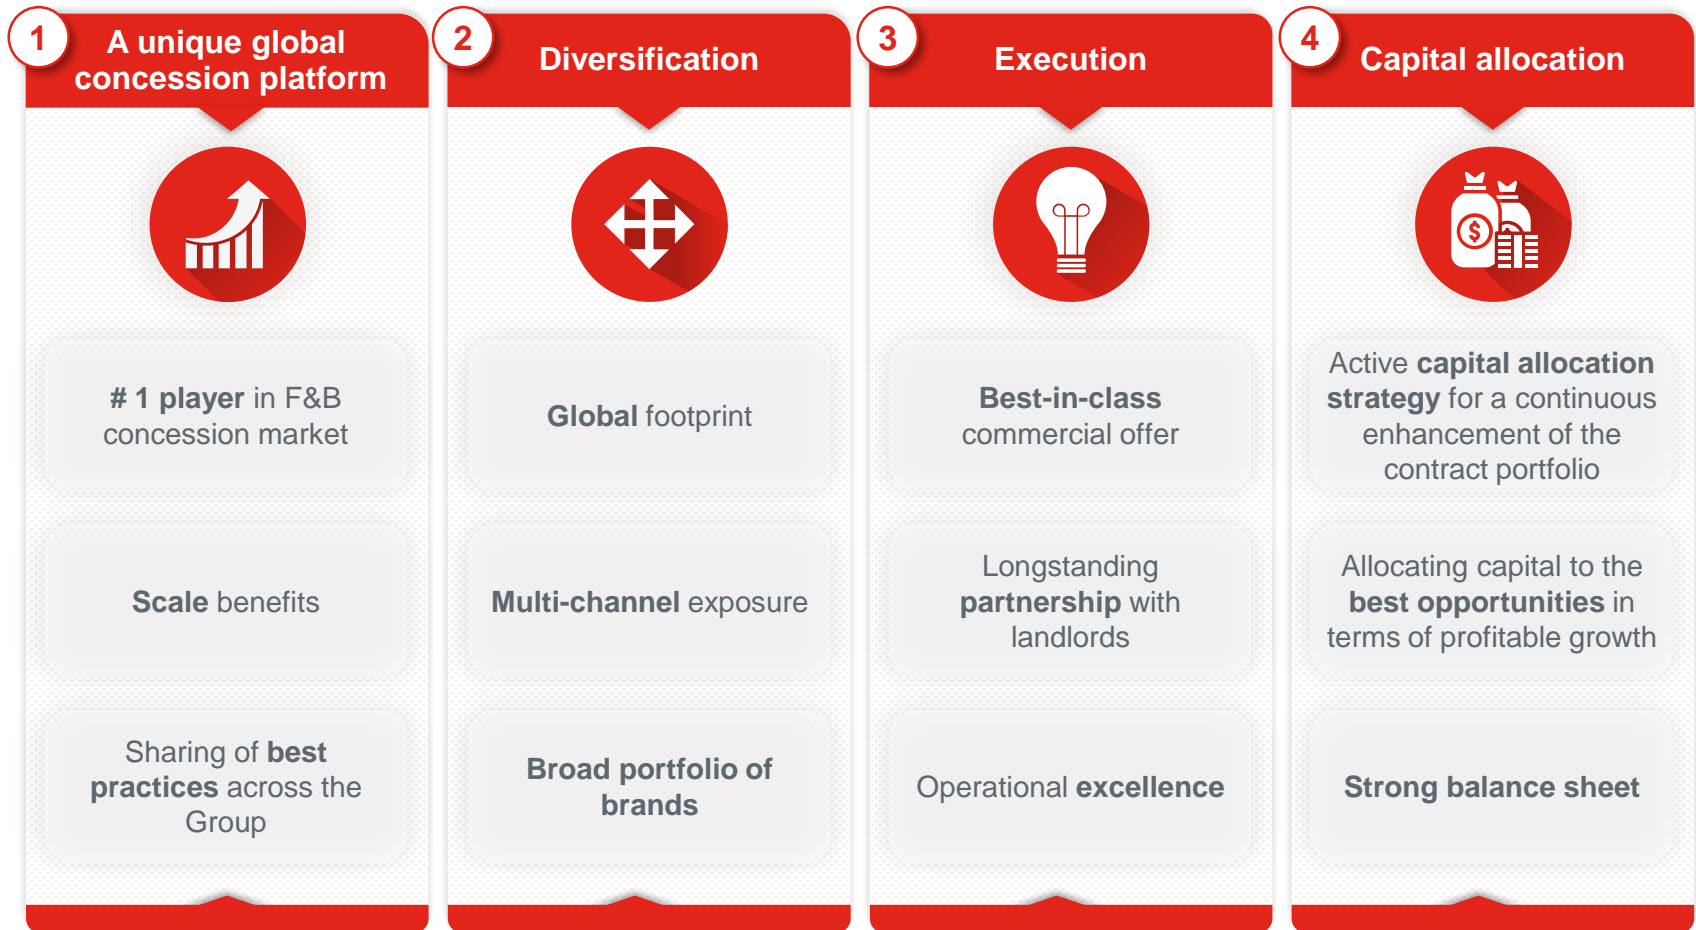 1
A unique global
concession platform
# 1 player in F&B
concession market
Scale benefits
Sharing of best
practices across the
Group
2
Diversification
Global footprint
Multi-channel exposure
Broad portfolio of
brands
3
Execution
Best-in-class
commercial offer
Longstanding
partnership with
landlords
Operational excellence
4
Capital allocation
$
Active capital allocation
strategy for a continuous
enhancement of the
contract portfolio
Allocating capital to the
best opportunities in
terms of profitable growth
Strong balance sheet